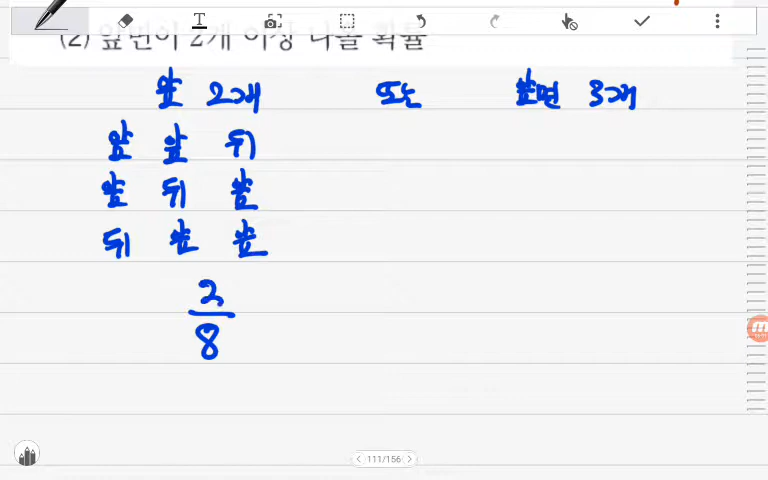 (2) 앞면이 2개 이상 나올 확률
앞 2개 또는 앞면 3개
앞 앞 뒤
앞 뒤 앞
뒤 앞 앞
2
8
111/156